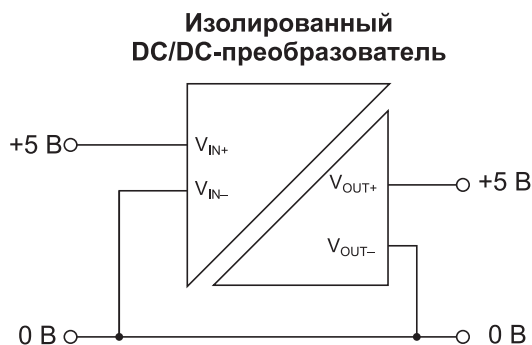 Изолированный
DC/DC-преобразователь
+5 В
V_IN+
V_IN–
V_OUT+
+5 В
V_OUT–
0 В
0 В